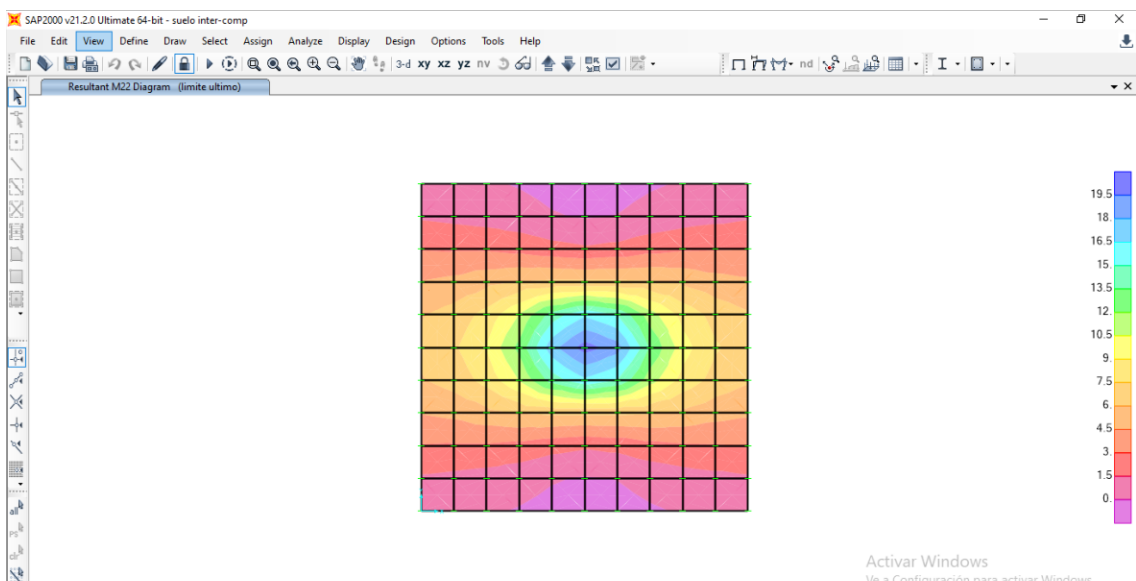 SAP2000 v21.2.0 Ultimate 64-bit - suelo inter-comp
File Edit View Define Draw Select Assign Analyze Display Design Options Tools Help
3-d xy xz yz nv nd
Resultant M22 Diagram (limite ultimo)
19.5
18.
16.5
15.
13.5
12.
10.5
9.
7.5
6.
4.5
3.
1.5
0.
all
PS
clr
Activar Windows
Ve a Configuración para activar Windows